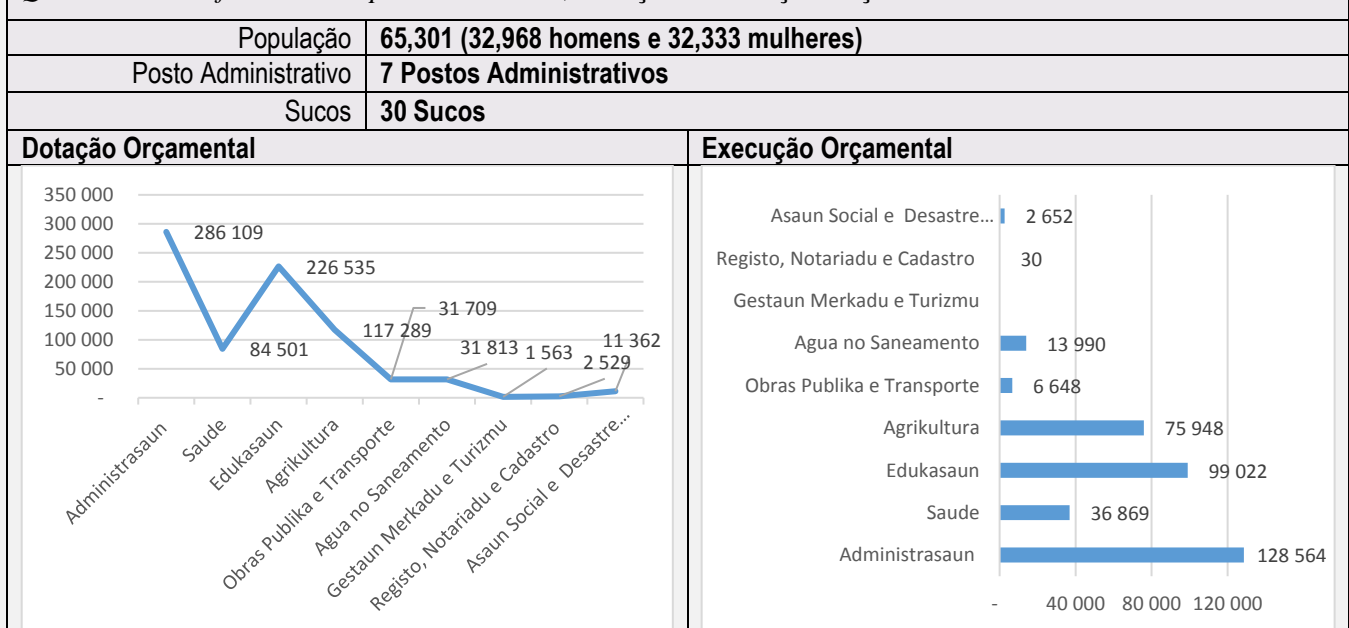 População 65,301 (32,968 homens e 32,333 mulheres)
Posto Administrativo 7 Postos Administrativos
Sucos 30 Sucos
Dotação Orçamental
350 000
300 000
250 000
200 000
150 000
100 000
50 000
-
286 109
84 501
226 535
117 289
31 709
31 813
1 563
2 529
11 362
Administrasaun
Saude
Edukasaun
Agrikultura
Obras Publika e Transporte
Agua no Saneamento
Gestaun Merkadu e Turizmu
Registo, Notariadu e Cadastro
Asaun Social e Desastre...
Execução Orçamental
Asaun Social e Desastre... 2 652
Registo, Notariadu e Cadastro 30
Gestaun Merkadu e Turizmu
Agua no Saneamento 13 990
Obras Publika e Transporte 6 648
Agrikultura 75 948
Edukasaun 99 022
Saude 36 869
Administrasaun 128 564
- 40 000 80 000 120 000